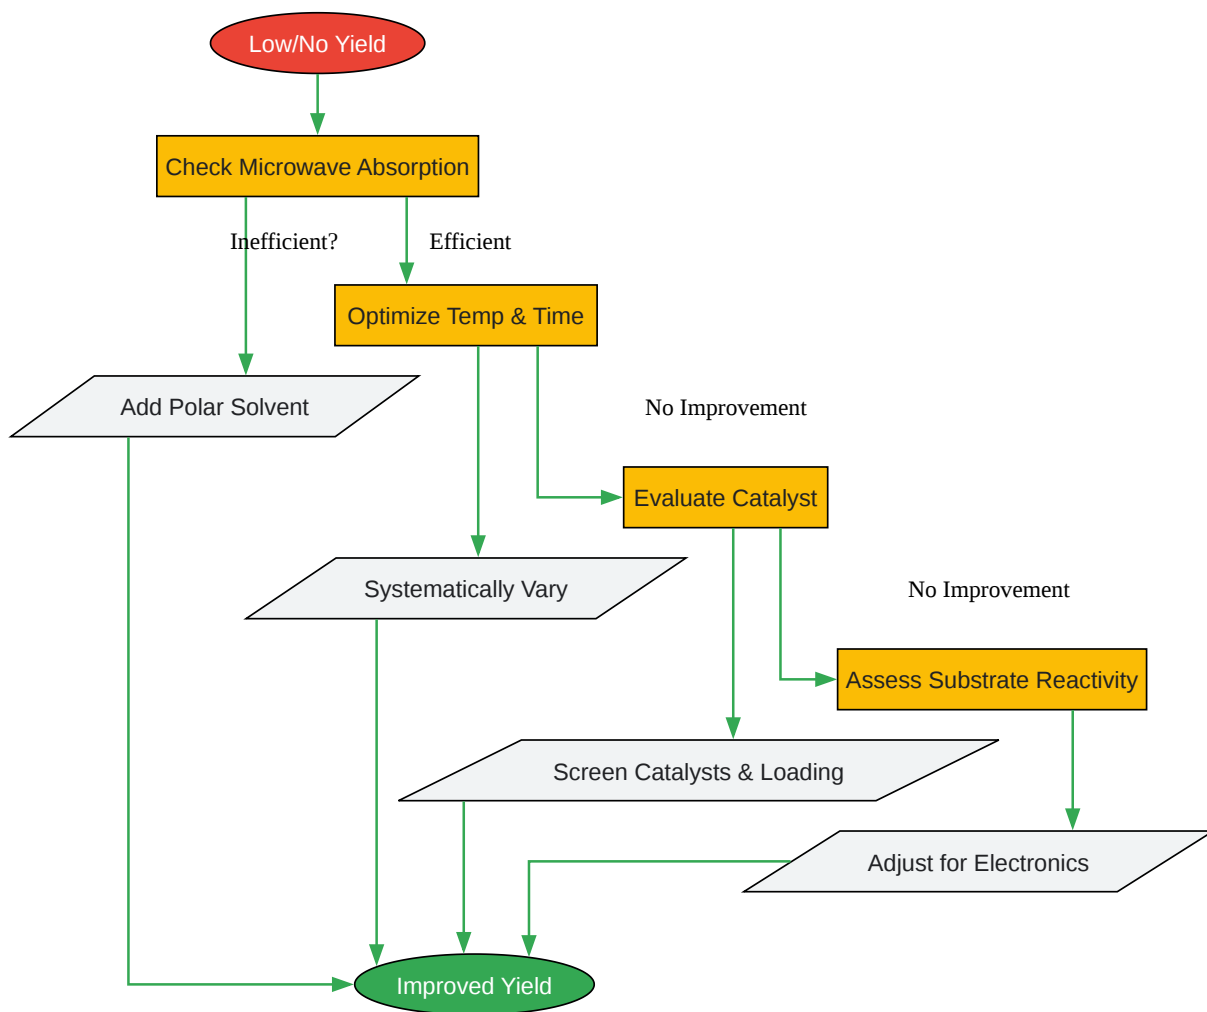 Low/No Yield
Check Microwave Absorption
Inefficient?
Efficient
Optimize Temp & Time
Add Polar Solvent
No Improvement
Evaluate Catalyst
Systematically Vary
No Improvement
Assess Substrate Reactivity
Screen Catalysts & Loading
Adjust for Electronics
Improved Yield